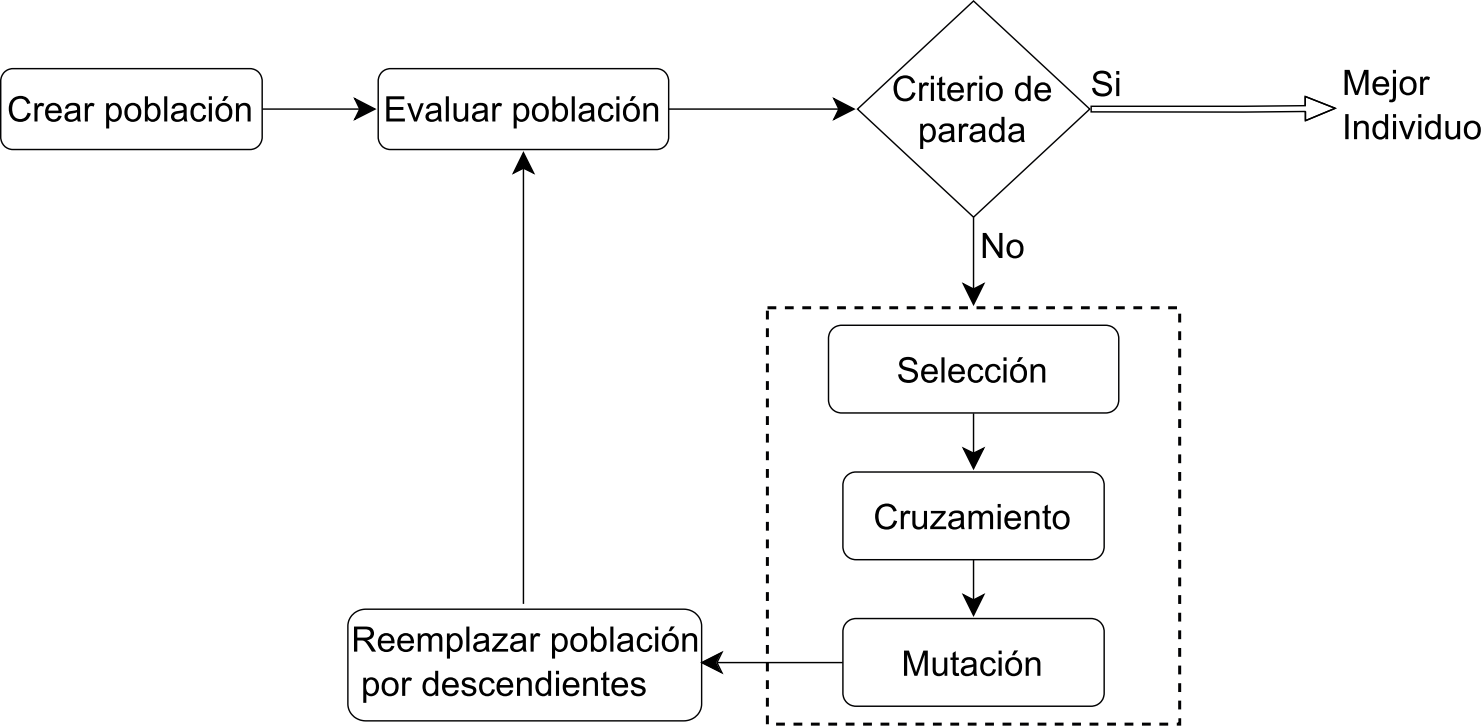 Crear población
Evaluar población
Criterio de
parada
Si
Mejor
Individuo
No
Selección
Cruzamiento
Mutación
Reemplazar población
por descendientes